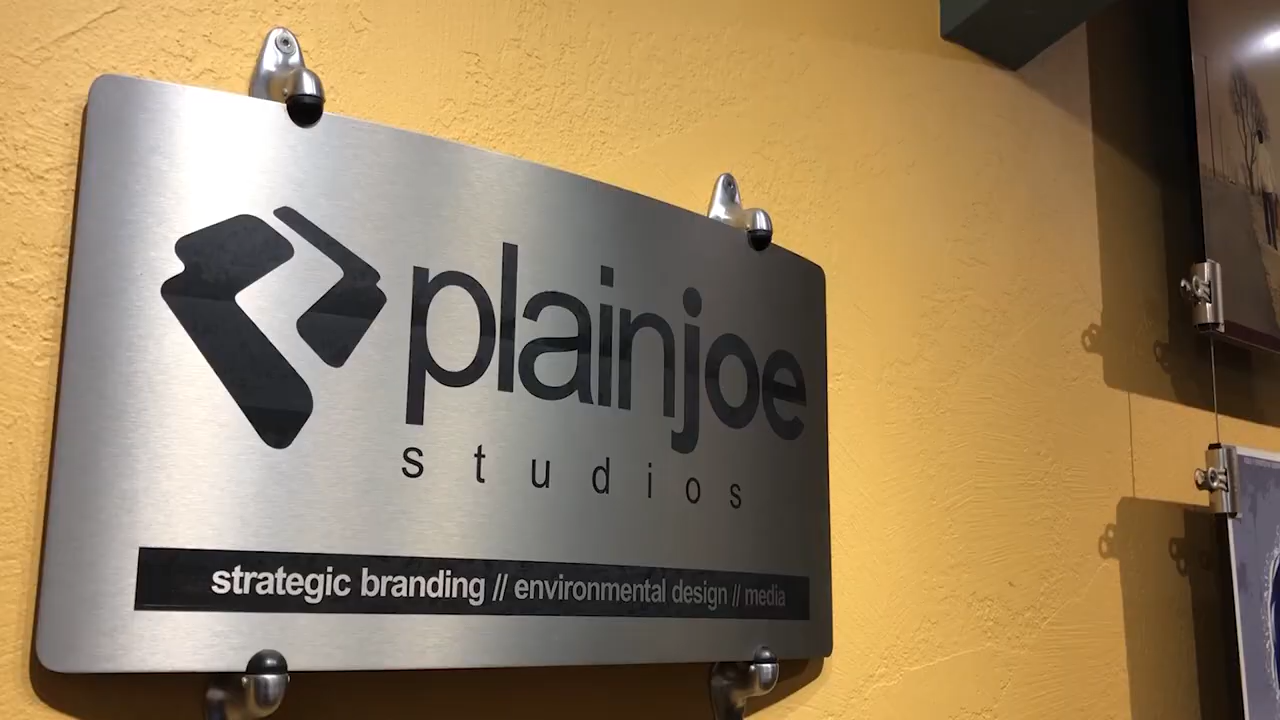 plainjoe
studios
strategic branding // environmental design // media